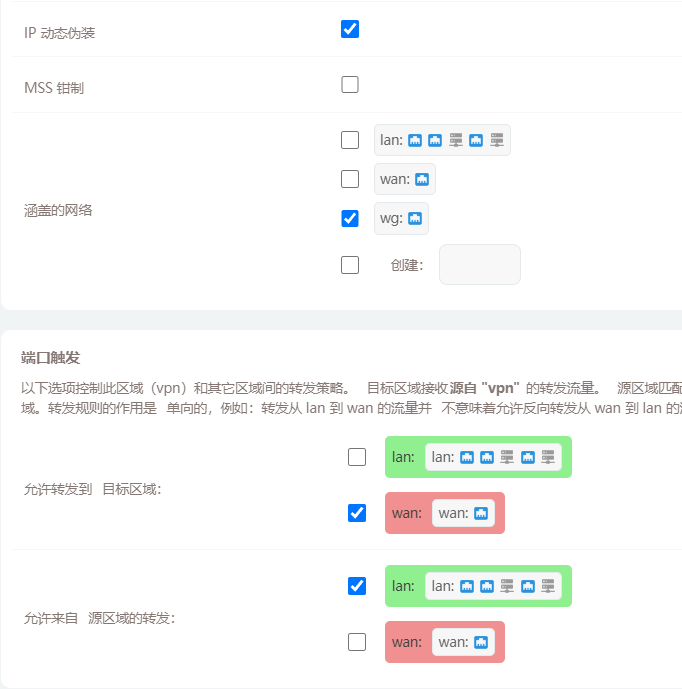 IP 动态伪装
MSS 钳制
涵盖的网络
lan:
wan:
wg:
创建：
端口触发
以下选项控制此区域（vpn）和其它区域间的转发策略。 目标区域接收源自 "vpn" 的转发流量。 源区域匹配
域。转发规则的作用是 单向的，例如：转发从 lan 到 wan 的流量并 不意味着允许反向转发从 wan 到 lan 的
允许转发到 目标区域：
lan: lan:
wan: wan:
允许来自 源区域的转发：
lan: lan:
wan: wan: